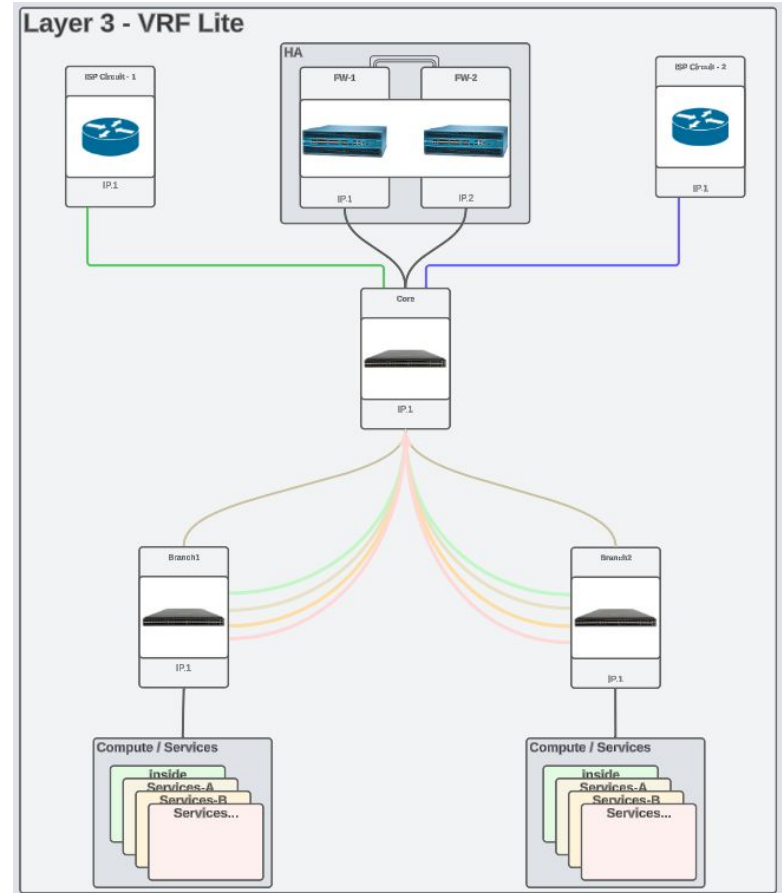 Layer 3 - VRF Lite
HA
ISP Circuit - 1
FW-1
FW-2
ISP Circuit - 2
IP.1
IP.1
IP.2
IP.1
Core
IP.1
Branch1
Branch2
IP.1
IP.1
Compute / Services
Compute / Services
inside
Services-A
Services-B
Services...
inside
Services-A
Services-B
Services...